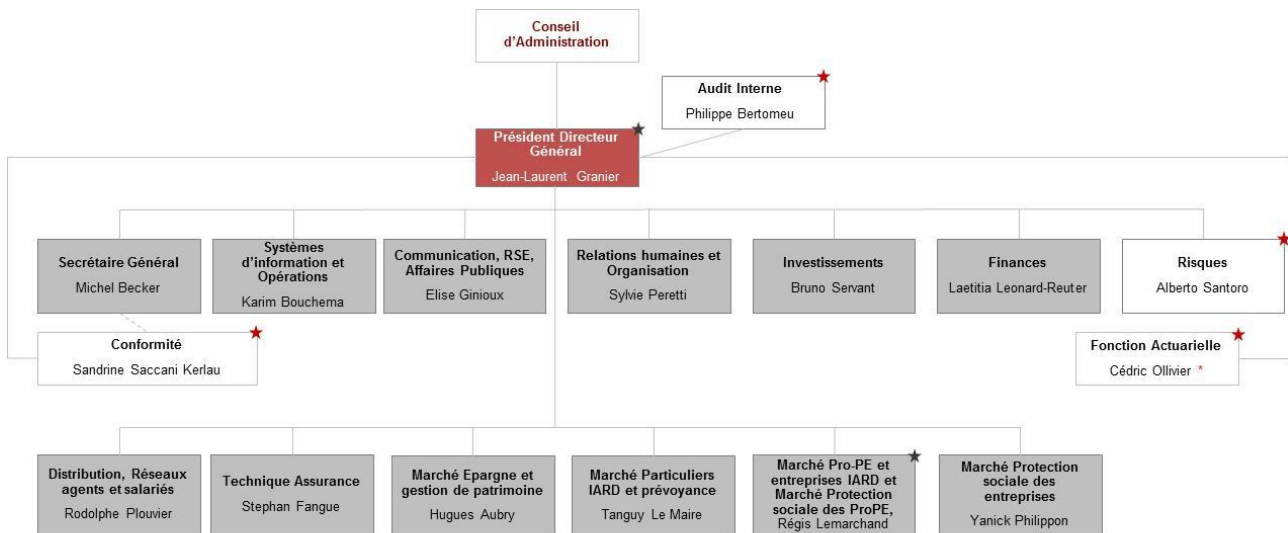 Conseil
d'Administration
Audit Interne
Philippe Bertomeu
Président Directeur
Général
Jean-Laurent Granier
Secrétaire Général
Michel Becker
Systèmes
d'information et
Opérations
Karim Bouchema
Communication, RSE,
Affaires Publiques
Elise Ginioux
Relations humaines et
Organisation
Sylvie Peretti
Investissements
Bruno Servant
Finances
Laetitia Leonard-Reuter
Risques
Alberto Santoro
Conformité
Sandrine Saccani Kerlau
Fonction Actuarielle
Cédric Ollivier *
Distribution, Réseaux
agents et salariés
Rodolphe Plouvier
Technique Assurance
Stephan Fangue
Marché Epargne et
gestion de patrimoine
Hugues Aubry
Marché Particuliers
IARD et prévoyance
Tanguy Le Maire
Marché Pro-PE et
entreprises IARD et
Marché Protection
sociale des ProPE,
Régis Lemarchand
Marché Protection
sociale des
entreprises
Yanick Philippon